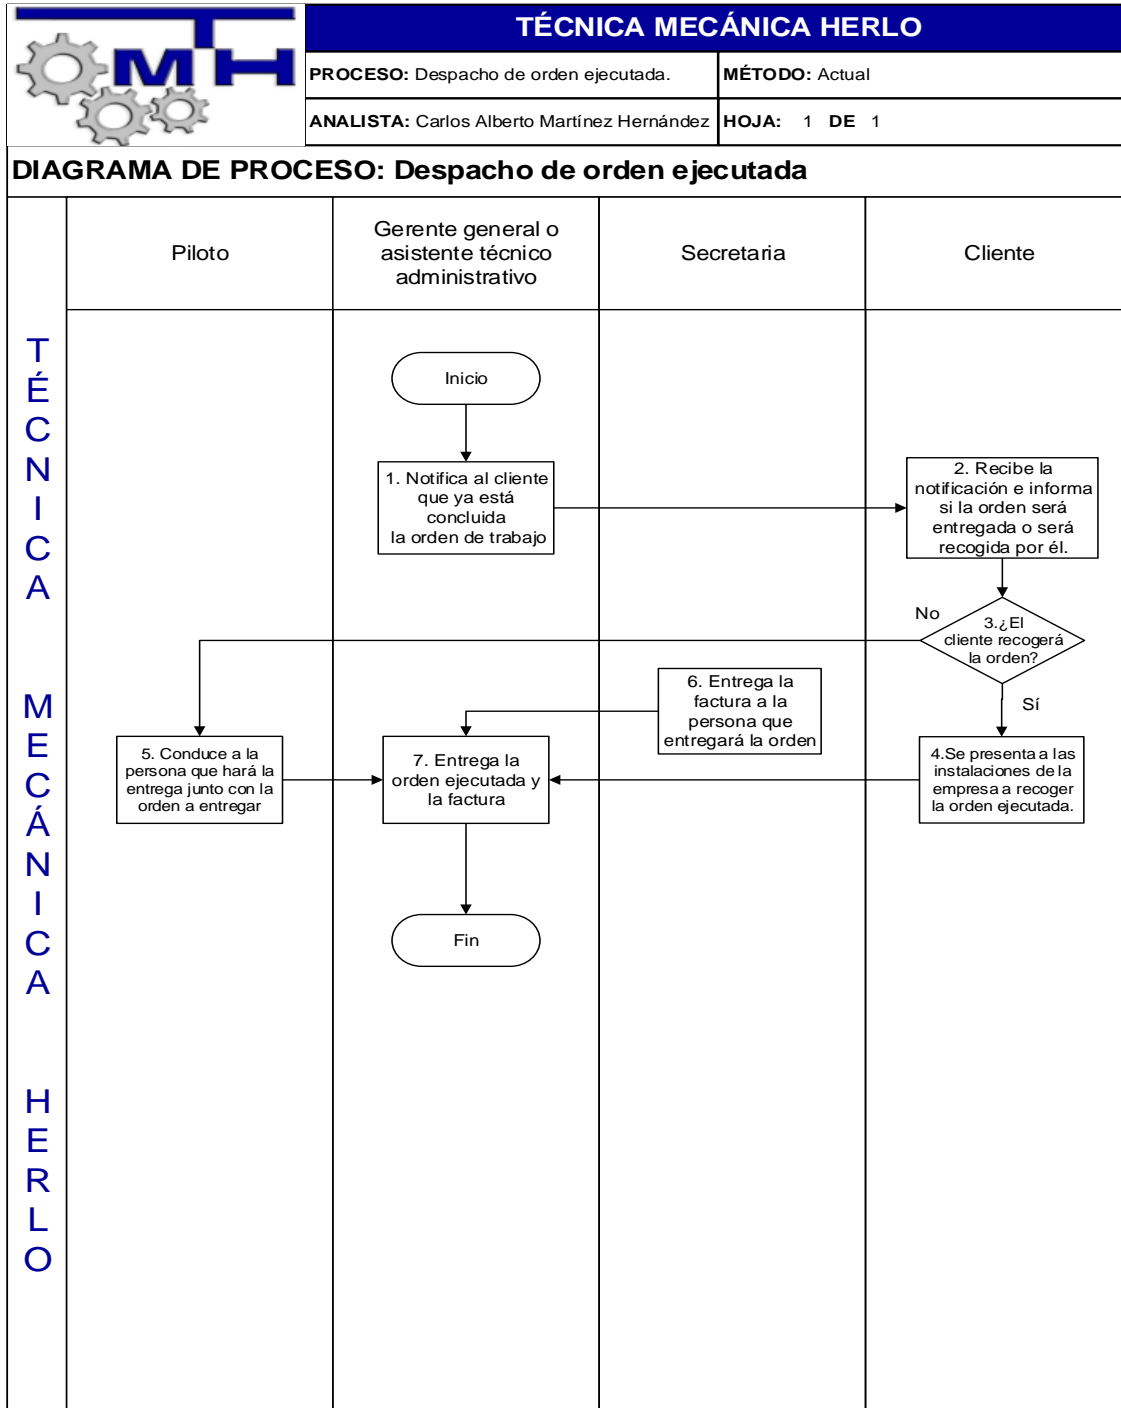 MTH
TÉCNICA MECÁNICA HERLO
PROCESO: Despacho de orden ejecutada.
MÉTODO: Actual
ANALISTA: Carlos Alberto Martínez Hernández
HOJA: 1 DE 1
DIAGRAMA DE PROCESO: Despacho de orden ejecutada
TÉCNICA MECÁNICA HERLO
Piloto
Gerente general o
asistente técnico
administrativo
Secretaria
Cliente
Inicio
1. Notifica al cliente
que ya está
concluida
la orden de trabajo
2. Recibe la
notificación e informa
si la orden será
entregada o será
recogida por él.
No
3.¿El
cliente recogerá
la orden?
Sí
6. Entrega la
factura a la
persona que
entregará la orden
5. Conduce a la
persona que hará la
entrega junto con la
orden a entregar
7. Entrega la
orden ejecutada y
la factura
4.Se presenta a las
instalaciones de la
empresa a recoger
la orden ejecutada.
Fin